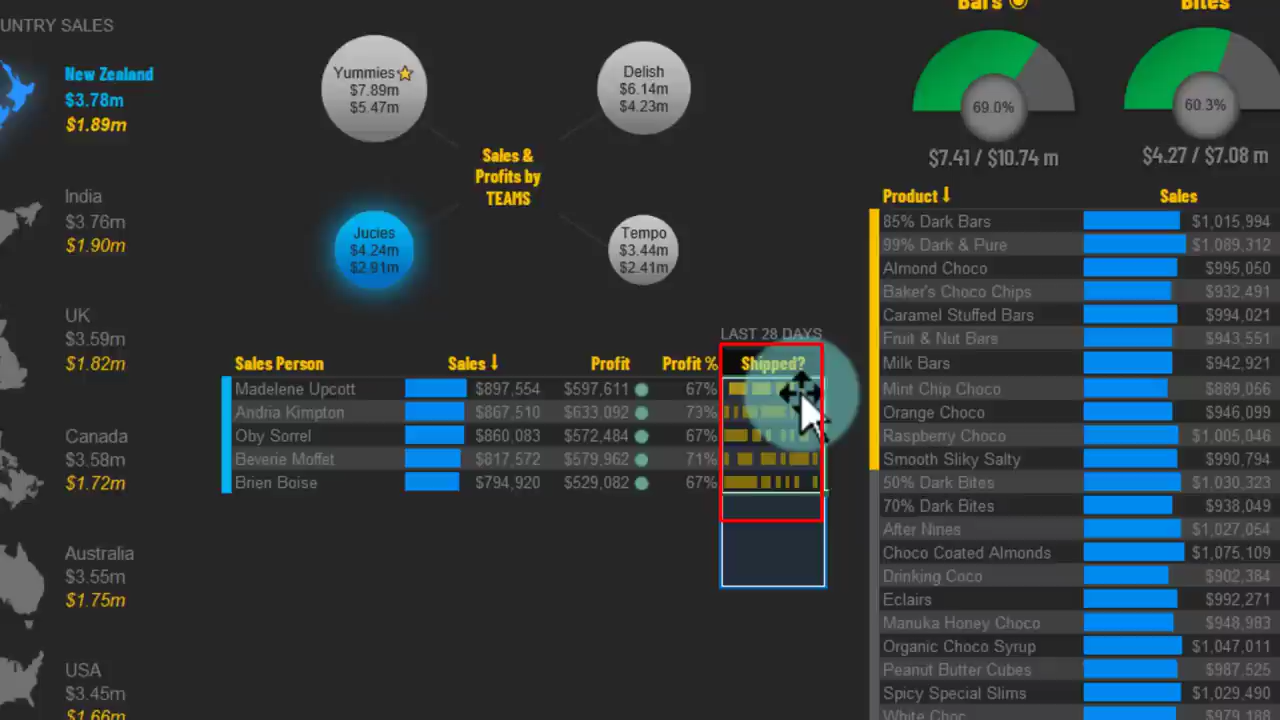 UNTRY SALES
New Zealand
$3.78m
$1.89m
India
$3.76m
$1.90m
UK
$3.59m
$1.82m
Canada
$3.58m
$1.72m
Australia
$3.55m
$1.75m
USA
$3.45m
$1.66m
Yummies
$7.89m
$5.47m
Delish
$6.14m
$4.23m
Sales &
Profits by
TEAMS
Jucies
$4.24m
$2.91m
Tempo
$3.44m
$2.41m
LAST 28 DAYS
Sales Person Sales ↓ Profit Profit % Shipped?
Madelene Upcott $897,554 $597,611 67%
Andria Kimpton $867,510 $633,092 73%
Oby Sorrel $860,083 $572,484 67%
Beverie Moffet $817,572 $579,962 71%
Brien Boise $794,920 $529,082 67%
Bars
69.0%
$7.41 / $10.74 m
Bites
60.3%
$4.27 / $7.08 m
Product ↓ Sales
85% Dark Bars $1,015,994
99% Dark & Pure $1,089,312
Almond Choco $995,050
Baker's Choco Chips $932,491
Caramel Stuffed Bars $994,021
Fruit & Nut Bars $943,551
Milk Bars $942,921
Mint Chip Choco $889,056
Orange Choco $946,099
Raspberry Choco $1,005,046
Smooth Sliky Salty $990,794
50% Dark Bites $1,030,323
70% Dark Bites $938,049
After Nines $1,027,054
Choco Coated Almonds $1,075,109
Drinking Coco $902,384
Eclairs $992,271
Manuka Honey Choco $948,983
Organic Choco Syrup $1,047,011
Peanut Butter Cubes $987,525
Spicy Special Slims $1,029,490
White Choc $979,188